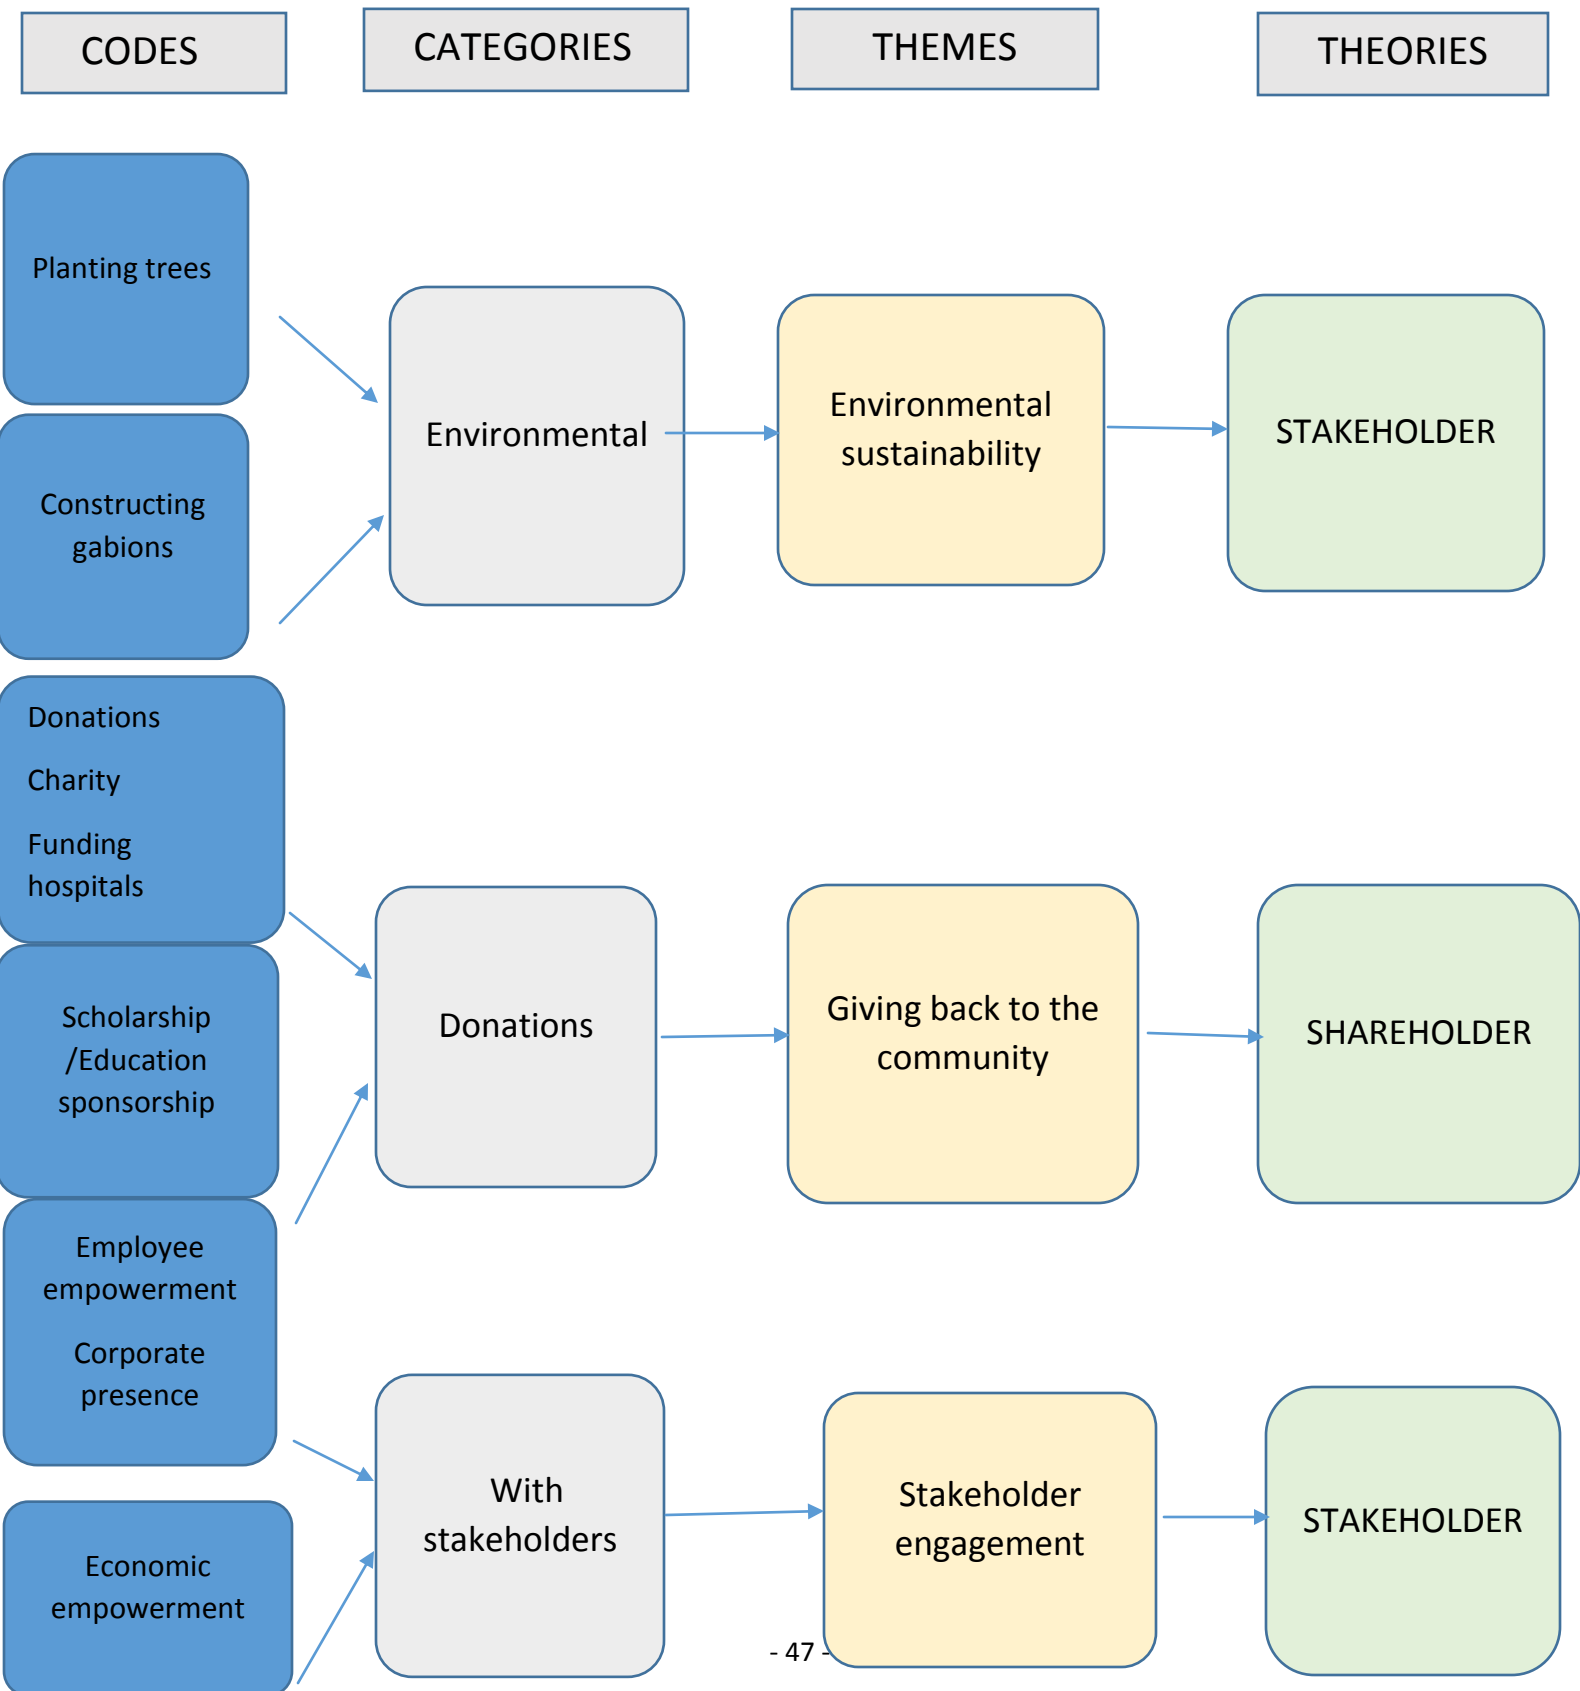 CODES
CATEGORIES
THEMES
THEORIES
Planting trees
Environmental
Environmental
sustainability
STAKEHOLDER
Constructing
gabions
Donations
Charity
Funding
hospitals
Donations
Giving back to the
community
SHAREHOLDER
Scholarship
/Education
sponsorship
Employee
empowerment
Corporate
presence
With
stakeholders
Stakeholder
engagement
STAKEHOLDER
Economic
empowerment
- 47 -